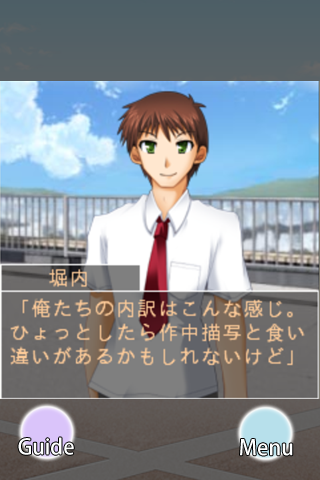 堀内
「俺たちの内訳はこんな感じ。
ひょっとしたら作中描写と食い
違いがあるかもしれないけど」
Guide
Menu